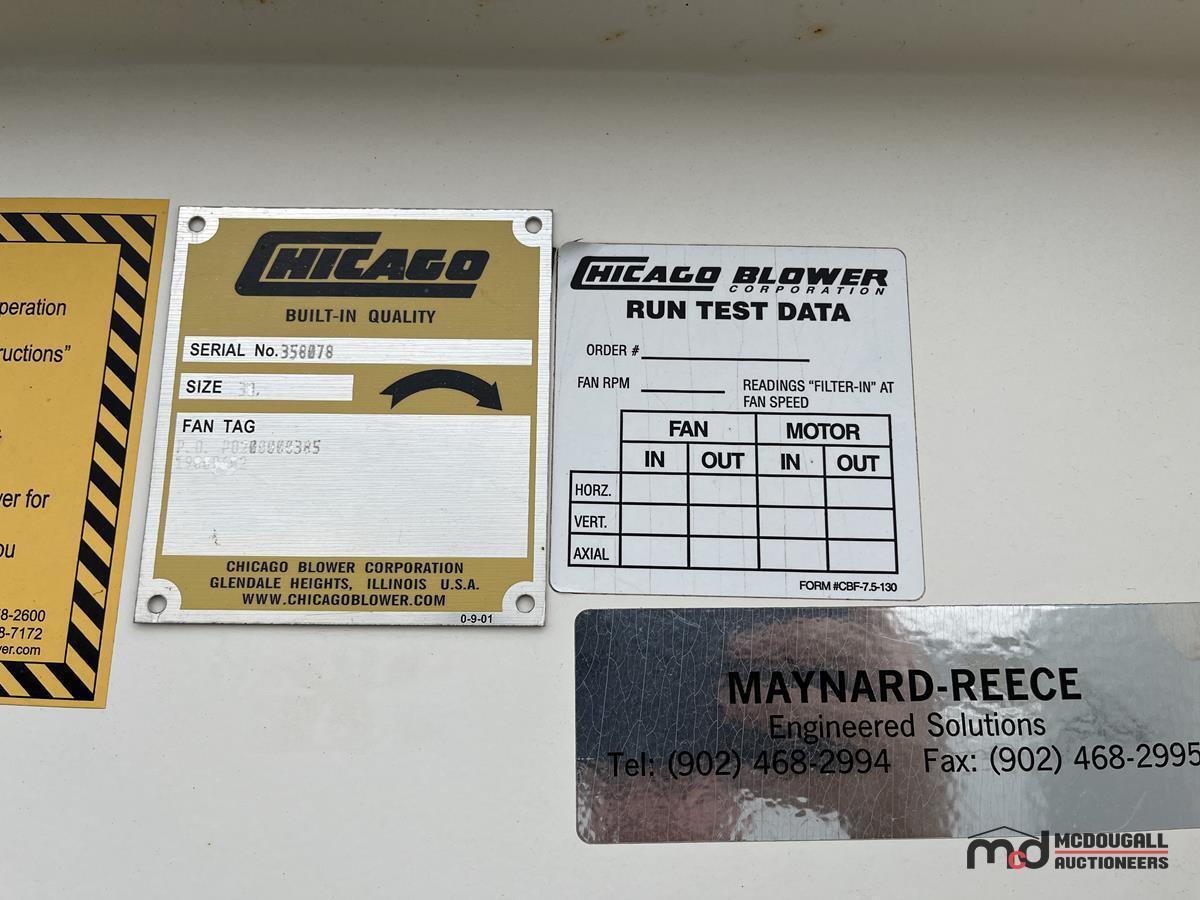 peration
ructions”
er for
ou
8-2600
8-7172
er.com
CHICAGO
BUILT-IN QUALITY
SERIAL No. 358078
SIZE
FAN TAG
P.O.
CHICAGO BLOWER CORPORATION
GLENDALE HEIGHTS, ILLINOIS U.S.A.
WWW.CHICAGOBLOWER.COM
0-9-01
CHICAGO BLOWER
CORPORATION
RUN TEST DATA
ORDER #
FAN RPM
READINGS "FILTER-IN" AT
FAN SPEED
FAN MOTOR
IN OUT IN OUT
HORZ.
VERT.
AXIAL
FORM #CBF-7.5-130
MAYNARD-REECE
Engineered Solutions
Tel: (902) 468-2994 Fax: (902) 468-2995
mcd MCDOUGALL
AUCTIONEERS